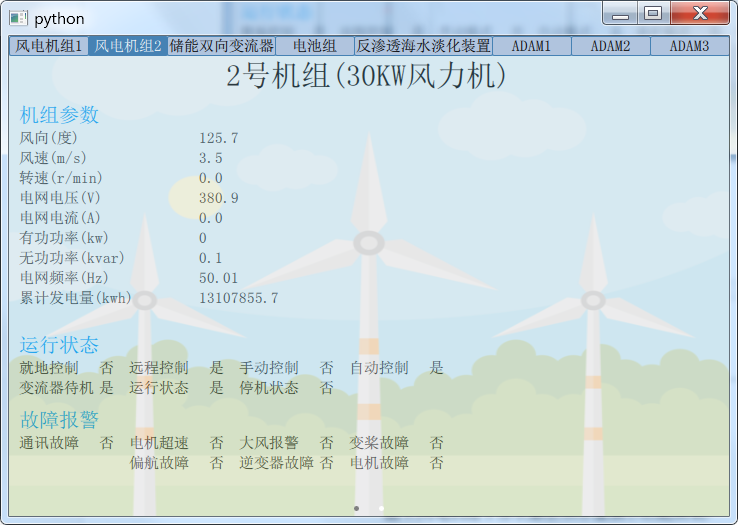 python
风电机组1 风电机组2 储能双向变流器 电池组 反渗透海水淡化装置 ADAM1 ADAM2 ADAM3
2号机组(30KW风力机)
机组参数
风向(度) 125.7
风速(m/s) 3.5
转速(r/min) 0.0
电网电压(V) 380.9
电网电流(A) 0.0
有功功率(kw) 0
无功功率(kvar) 0.1
电网频率(Hz) 50.01
累计发电量(kwh) 13107855.7
运行状态
就地控制 否 远程控制 是 手动控制 否 自动控制 是
变流器待机 是 运行状态 是 停机状态 否
故障报警
通讯故障 否 电机超速 否 大风报警 否 变桨故障 否
偏航故障 否 逆变器故障 否 电机故障 否